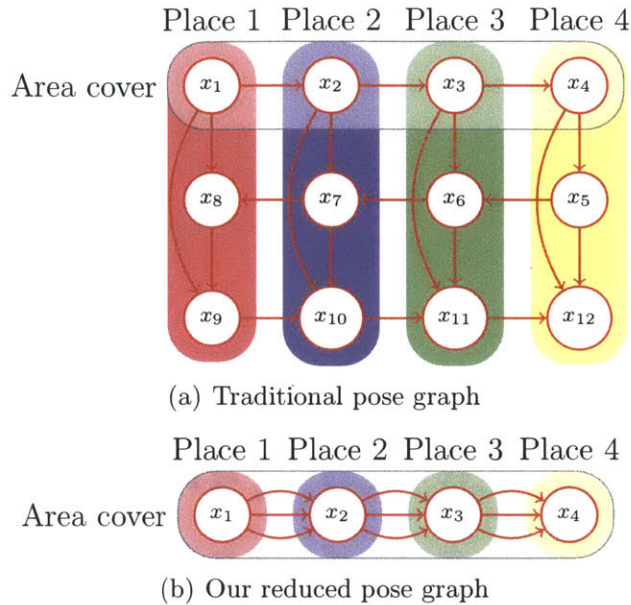 Place 1 Place 2 Place 3 Place 4
Area cover x₁ x₂ x₃ x₄
x₈ x₇ x₆ x₅
x₉ x₁₀ x₁₁ x₁₂
(a) Traditional pose graph
Place 1 Place 2 Place 3 Place 4
Area cover x₁ x₂ x₃ x₄
(b) Our reduced pose graph